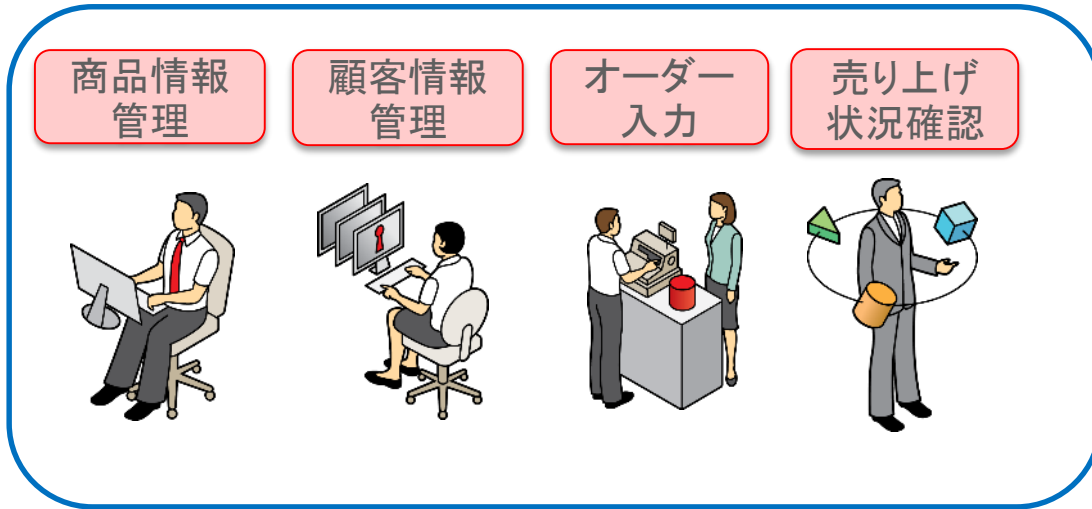 商品情報
管理
顧客情報
管理
オーダー
入力
売り上げ
状況確認